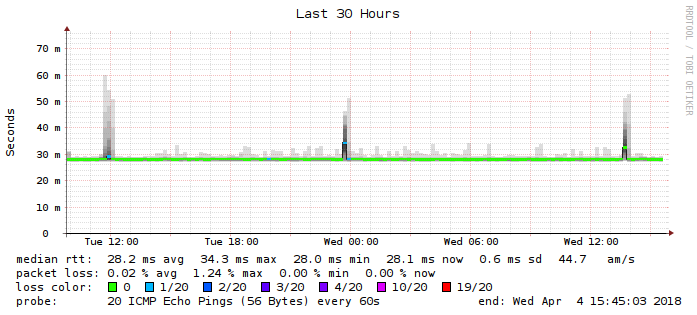 Last 30 Hours
RRDTOOL / TOBI OETIKER
Seconds
70 m
60 m
50 m
40 m
30 m
20 m
10 m
0
Tue 12:00 Tue 18:00 Wed 00:00 Wed 06:00 Wed 12:00
median rtt: 28.2 ms avg 34.3 ms max 28.0 ms min 28.1 ms now 0.6 ms sd 44.7 am/s
packet loss: 0.02 % avg 1.24 % max 0.00 % min 0.00 % now
loss color: 0 1/20 2/20 3/20 4/20 10/20 19/20
probe: 20 ICMP Echo Pings (56 Bytes) every 60s end: Wed Apr 4 15:45:03 2018